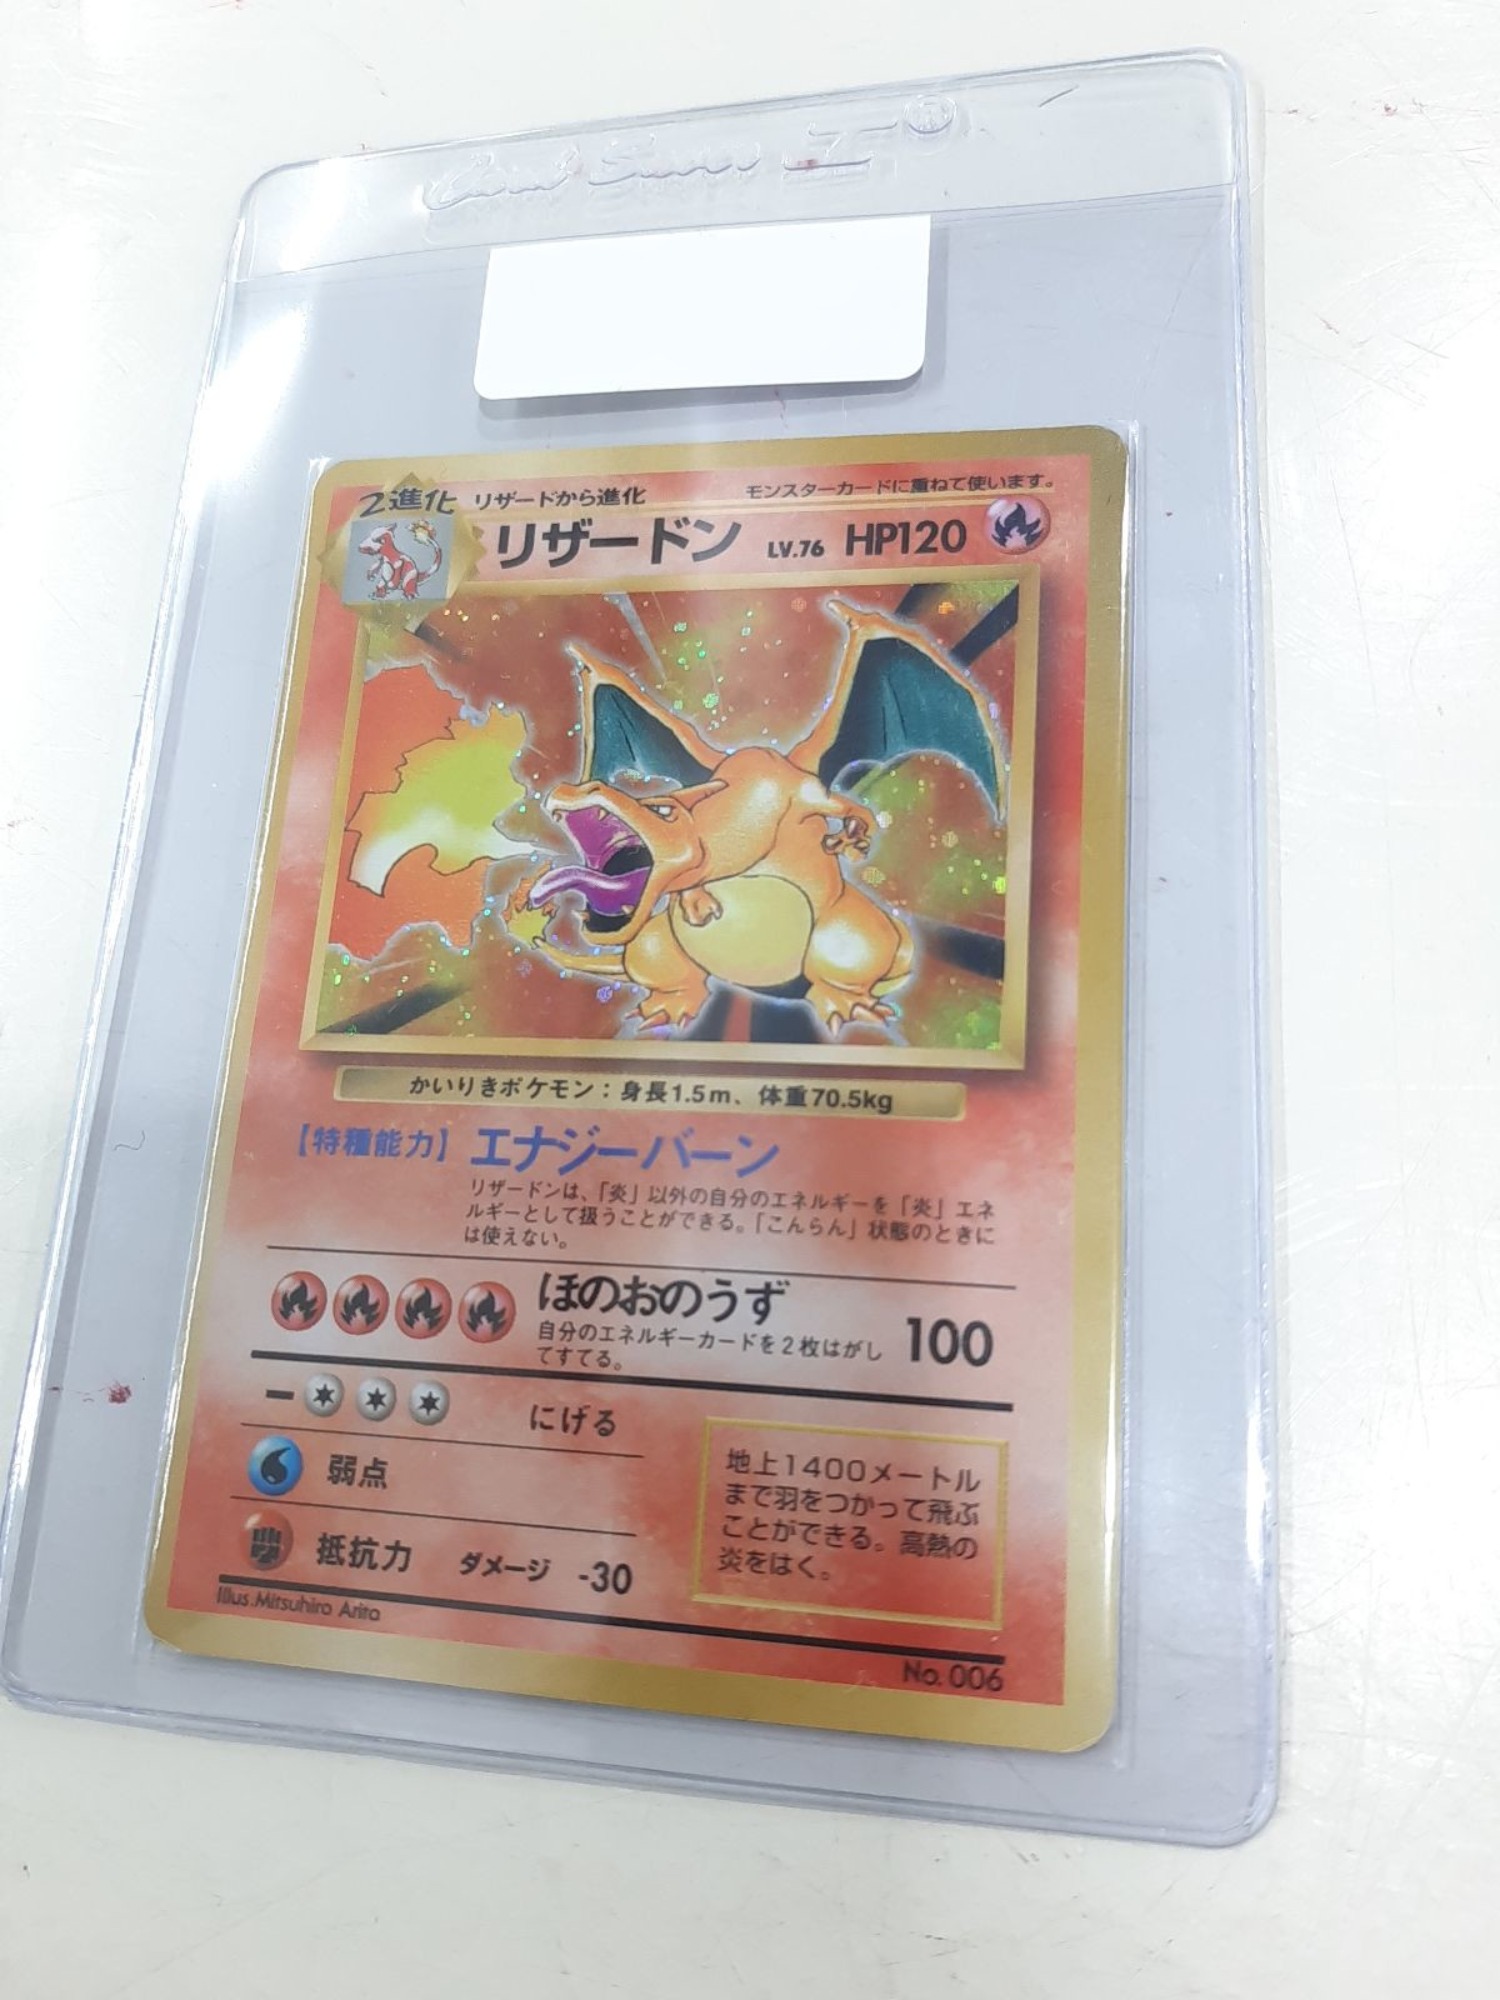 Card Saver I®
2進化 リザードから進化 モンスターカードに重ねて使います。
リザードン LV.76 HP120
かいりきポケモン：身長1.5m、体重70.5kg
【特種能力】エナジーバーン
リザードンは、「炎」以外の自分のエネルギーを「炎」エネ
ルギーとして扱うことができる。「こんらん」状態のときに
は使えない。
ほのおのうず 100
自分のエネルギーカードを2枚はがし
てすてる。
にげる
弱点
抵抗力 ダメージ -30
地上1400メートル
まで羽をつかって飛ぶ
ことができる。高熱の
炎をはく。
Illus.Mitsuhiro Arita
No.006